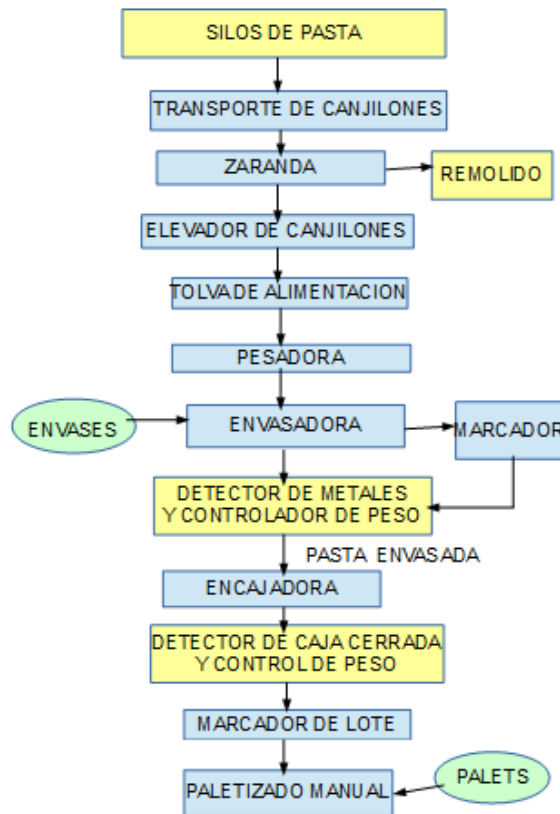 SILOS DE PASTA
TRANSPORTE DE CANJILONES
ZARANDA
REMOLIDO
ELEVADOR DE CANJILONES
TOLVA DE ALIMENTACION
PESADORA
ENVASES
ENVASADORA
MARCADOR
DETECTOR DE METALES
Y CONTROLADOR DE PESO
PASTA ENVASADA
ENCAJADORA
DETECTOR DE CAJA CERRADA
Y CONTROL DE PESO
MARCADOR DE LOTE
PALETIZADO MANUAL
PALETS